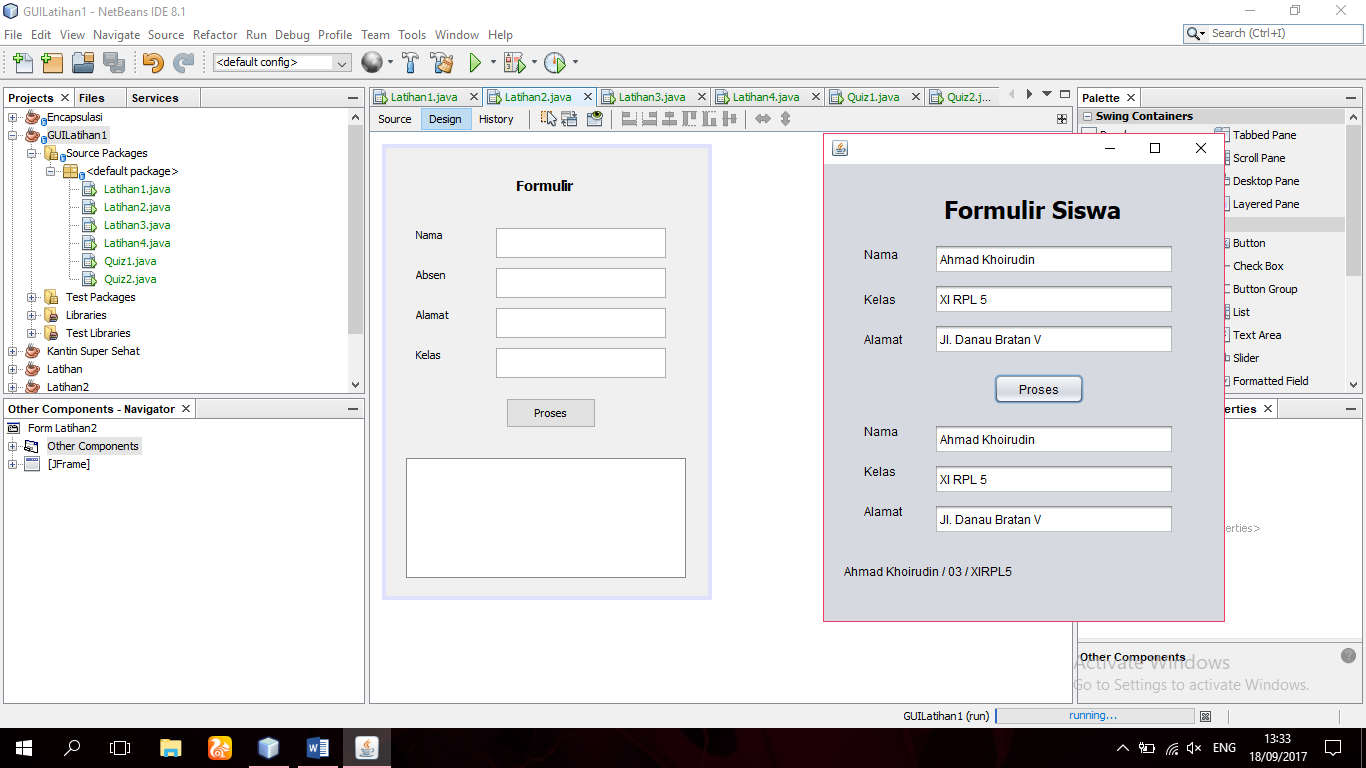 GUILatihan1 - NetBeans IDE 8.1
File Edit View Navigate Source Refactor Run Debug Profile Team Tools Window Help
Search (Ctrl+I)
<default config>
Projects Files Services
Encapsulasi
GUILatihan1
Source Packages
<default package>
Latihan1.java
Latihan2.java
Latihan3.java
Latihan4.java
Quiz1.java
Quiz2.java
Test Packages
Libraries
Test Libraries
Kantin Super Sehat
Latihan
Latihan2
Other Components - Navigator
Form Latihan2
Other Components
[JFrame]
Latihan1.java Latihan2.java Latihan3.java Latihan4.java Quiz1.java Quiz2.j...
Source Design History
Formulir
Nama
Absen
Alamat
Kelas
Proses
Formulir Siswa
Nama Ahmad Khoirudin
Kelas XI RPL 5
Alamat Jl. Danau Bratan V
Proses
Nama Ahmad Khoirudin
Kelas XI RPL 5
Alamat Jl. Danau Bratan V
Ahmad Khoirudin / 03 / XIRPL5
Palette
Swing Containers
Tabbed Pane
Scroll Pane
Desktop Pane
Layered Pane
Button
Check Box
Button Group
List
Text Area
Slider
Formatted Field
erties
erties>
Other Components
Activate Windows
Go to Settings to activate Windows.
GUILatihan1 (run) running...
ENG
13:33
18/09/2017